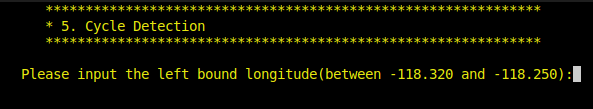 **************************************************************
* 5. Cycle Detection
**************************************************************
Please input the left bound longitude(between -118.320 and -118.250):